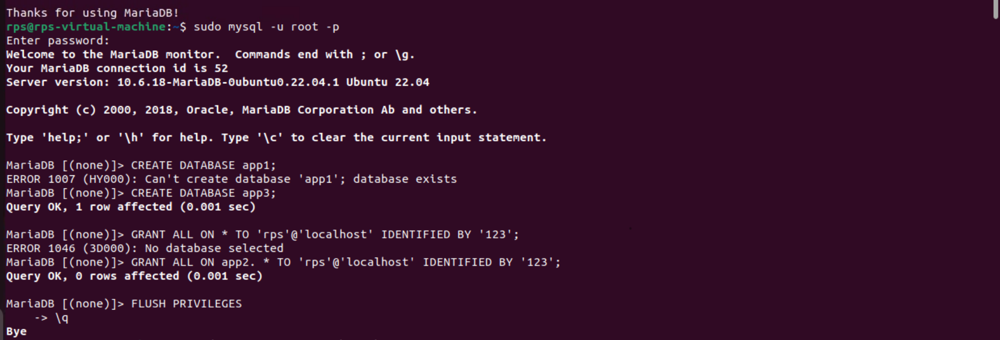 Thanks for using MariaDB!
rps@rps-virtual-machine:~$ sudo mysql -u root -p
Enter password:
Welcome to the MariaDB monitor.  Commands end with ; or \g.
Your MariaDB connection id is 52
Server version: 10.6.18-MariaDB-0ubuntu0.22.04.1 Ubuntu 22.04
Copyright (c) 2000, 2018, Oracle, MariaDB Corporation Ab and others.
Type 'help;' or '\h' for help. Type '\c' to clear the current input statement.
MariaDB [(none)]> CREATE DATABASE app1;
ERROR 1007 (HY000): Can't create database 'app1'; database exists
MariaDB [(none)]> CREATE DATABASE app3;
Query OK, 1 row affected (0.001 sec)
MariaDB [(none)]> GRANT ALL ON * TO 'rps'@'localhost' IDENTIFIED BY '123';
ERROR 1046 (3D000): No database selected
MariaDB [(none)]> GRANT ALL ON app2. * TO 'rps'@'localhost' IDENTIFIED BY '123';
Query OK, 0 rows affected (0.001 sec)
MariaDB [(none)]> FLUSH PRIVILEGES
    -> \q
Bye